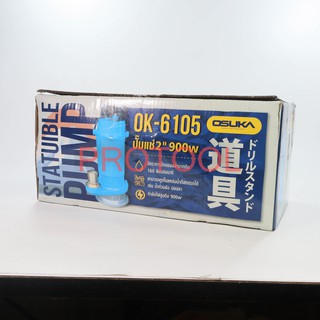 STATUIBLE
PUMP
OK-6105
ปั๊มแช่ 2" 900w
PROTOOL
OSUKA
道具
ドリルスタンド